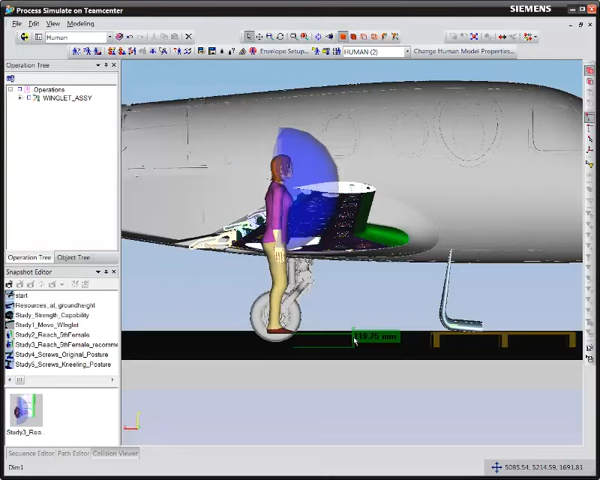 Process Simulate on Teamcenter
SIEMENS
File Edit View Modeling
Human
Envelope Setup...
HUMAN (2)
Change Human Model Properties...
Operation Tree
Operations
WINGLET_ASSY
Operation Tree
Object Tree
Snapshot Editor
start
Resources_at_groundheight
Study_Strength_Capability
Study1_Move_Winglet
Study2_Reach_5thFemale
Study3_Reach_5thFemale_recomm
Study4_Screws_Original_Posture
Study5_Screws_Kneeling_Posture
Study3_Rea...
Sequence Editor Path Editor Collision Viewer
Dim1
5085.54, 5214.59, 1691.81